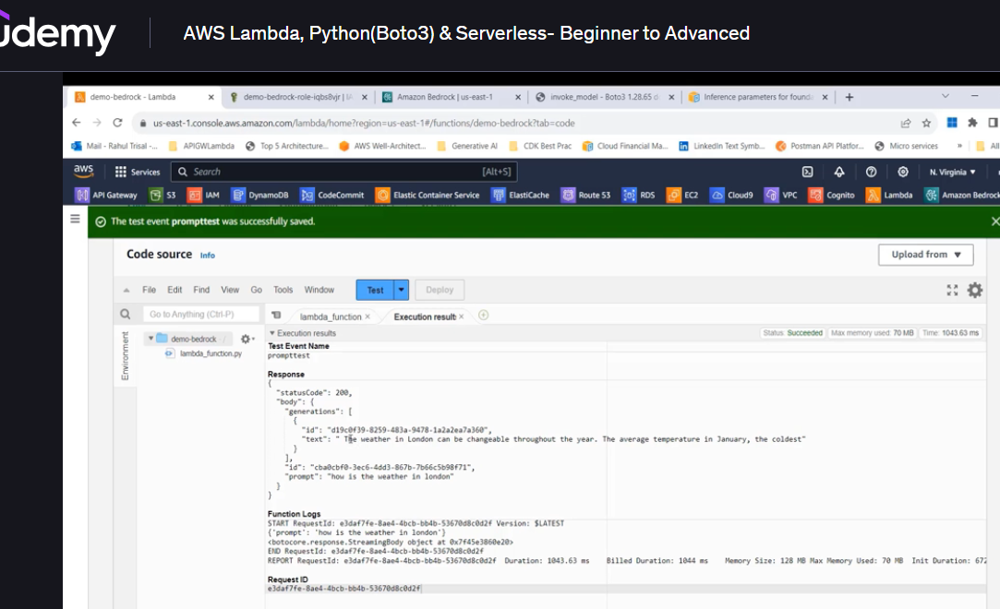 ûdemy
AWS Lambda, Python(Boto3) & Serverless- Beginner to Advanced
demo-bedrock - Lambda
demo-bedrock-role-iqbs8vjr | IA
Amazon Bedrock | us-east-1
invoke_model - Boto3 1.28.65 d
Inference parameters for founda
us-east-1.console.aws.amazon.com/lambda/home?region=us-east-1#/functions/demo-bedrock?tab=code
Mail - Rahul Trisal -...
APIGWLambda
Top 5 Architecture...
AWS Well-Architect...
Generative AI
CDK Best Prac
Cloud Financial Ma...
LinkedIn Text Symb...
Postman API Platfor...
Micro services
»
All
aws
Services
Search
[Alt+S]
N. Virginia
API Gateway
S3
IAM
DynamoDB
CodeCommit
Elastic Container Service
ElastiCache
Route 53
RDS
EC2
Cloud9
VPC
Cognito
Lambda
Amazon Bedrock
The test event prompttest was successfully saved.
Code source Info
Upload from
File Edit Find View Go Tools Window
Test
Deploy
Go to Anything (Ctrl-P)
lambda_function
Execution result
Environment
demo-bedrock
lambda_function.py
Execution results
Status: Succeeded
Max memory used: 70 MB
Time: 1043.63 ms
Test Event Name
prompttest
Response
{
"statusCode": 200,
"body": {
"generations": [
{
"id": "d19c0f39-8259-483a-9478-1a2a2ea7a360",
"text": " The weather in London can be changeable throughout the year. The average temperature in January, the coldest"
}
],
"id": "cba0cbf0-3ec6-4dd3-867b-7b66c5b98f71",
"prompt": "how is the weather in london"
}
}
Function Logs
START RequestId: e3daf7fe-8ae4-4bcb-bb4b-53670d8c0d2f Version: $LATEST
{'prompt': 'how is the weather in london'}
<botocore.response.StreamingBody object at 0x7f45e3860e20>
END RequestId: e3daf7fe-8ae4-4bcb-bb4b-53670d8c0d2f
REPORT RequestId: e3daf7fe-8ae4-4bcb-bb4b-53670d8c0d2f Duration: 1043.63 ms Billed Duration: 1044 ms Memory Size: 128 MB Max Memory Used: 70 MB Init Duration: 672
Request ID
e3daf7fe-8ae4-4bcb-bb4b-53670d8c0d2f